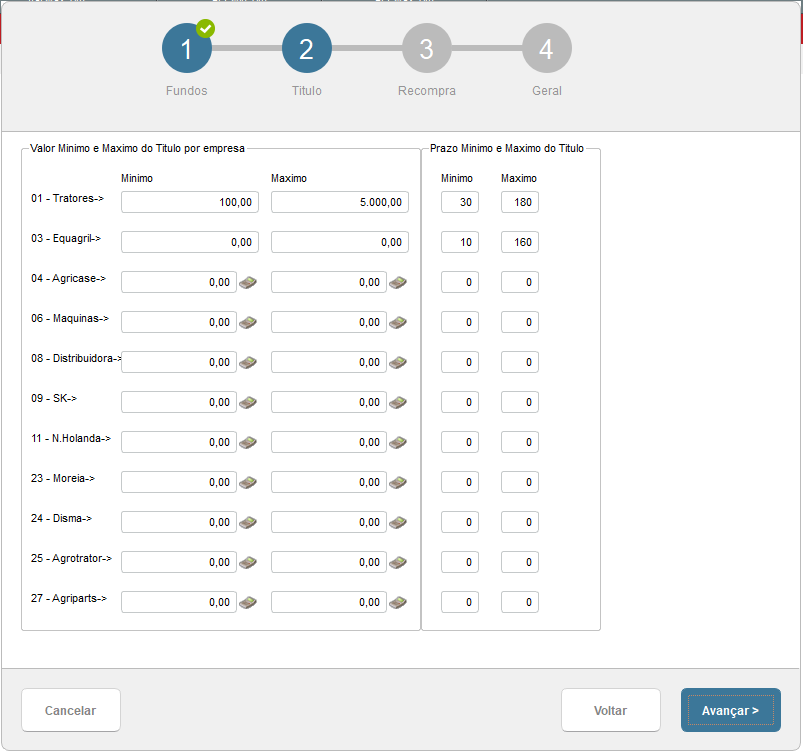 1
2
3
4
Fundos
Titulo
Recompra
Geral
Valor Minimo e Maximo do Titulo por empresa
Prazo Minimo e Maximo do Titulo
Minimo Maximo Minimo Maximo
01 - Tratores-> 100,00 5.000,00 30 180
03 - Equagril-> 0,00 0,00 10 160
04 - Agricase-> 0,00 0,00 0 0
06 - Maquinas-> 0,00 0,00 0 0
08 - Distribuidora-> 0,00 0,00 0 0
09 - SK-> 0,00 0,00 0 0
11 - N.Holanda-> 0,00 0,00 0 0
23 - Moreia-> 0,00 0,00 0 0
24 - Disma-> 0,00 0,00 0 0
25 - Agrotrator-> 0,00 0,00 0 0
27 - Agriparts-> 0,00 0,00 0 0
Cancelar
Voltar
Avançar >